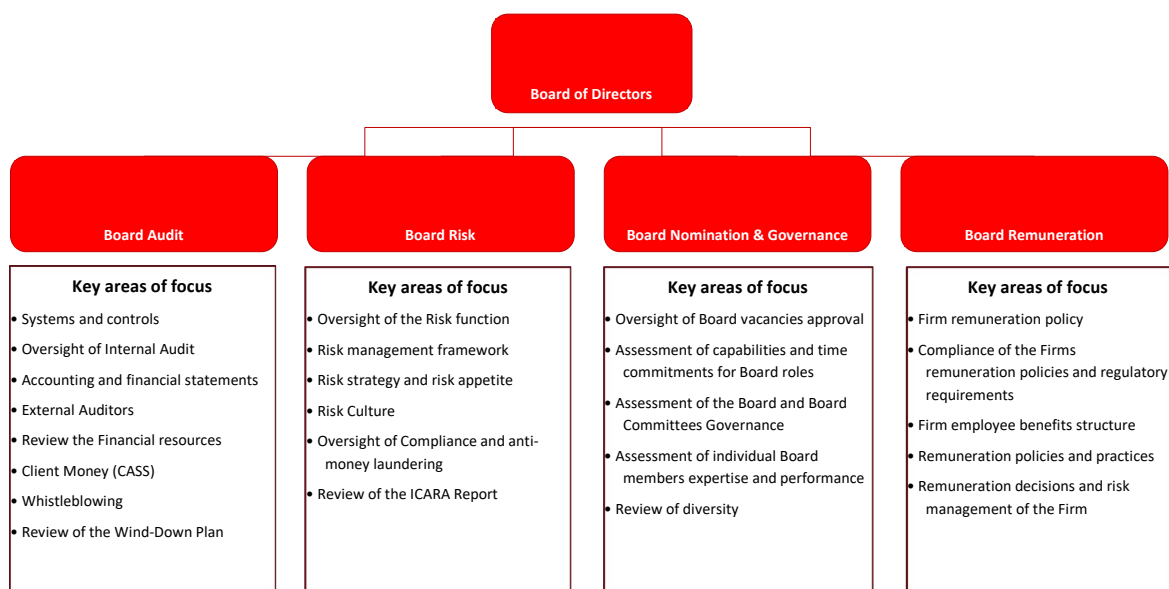 Board of Directors
Board Audit
Board Risk
Board Nomination & Governance
Board Remuneration
Key areas of focus
• Systems and controls
• Oversight of Internal Audit
• Accounting and financial statements
• External Auditors
• Review the Financial resources
• Client Money (CASS)
• Whistleblowing
• Review of the Wind-Down Plan
Key areas of focus
• Oversight of the Risk function
• Risk management framework
• Risk strategy and risk appetite
• Risk Culture
• Oversight of Compliance and anti-
money laundering
• Review of the ICARA Report
Key areas of focus
• Oversight of Board vacancies approval
• Assessment of capabilities and time
commitments for Board roles
• Assessment of the Board and Board
Committees Governance
• Assessment of individual Board
members expertise and performance
• Review of diversity
Key areas of focus
• Firm remuneration policy
• Compliance of the Firms
remuneration policies and regulatory
requirements
• Firm employee benefits structure
• Remuneration policies and practices
• Remuneration decisions and risk
management of the Firm